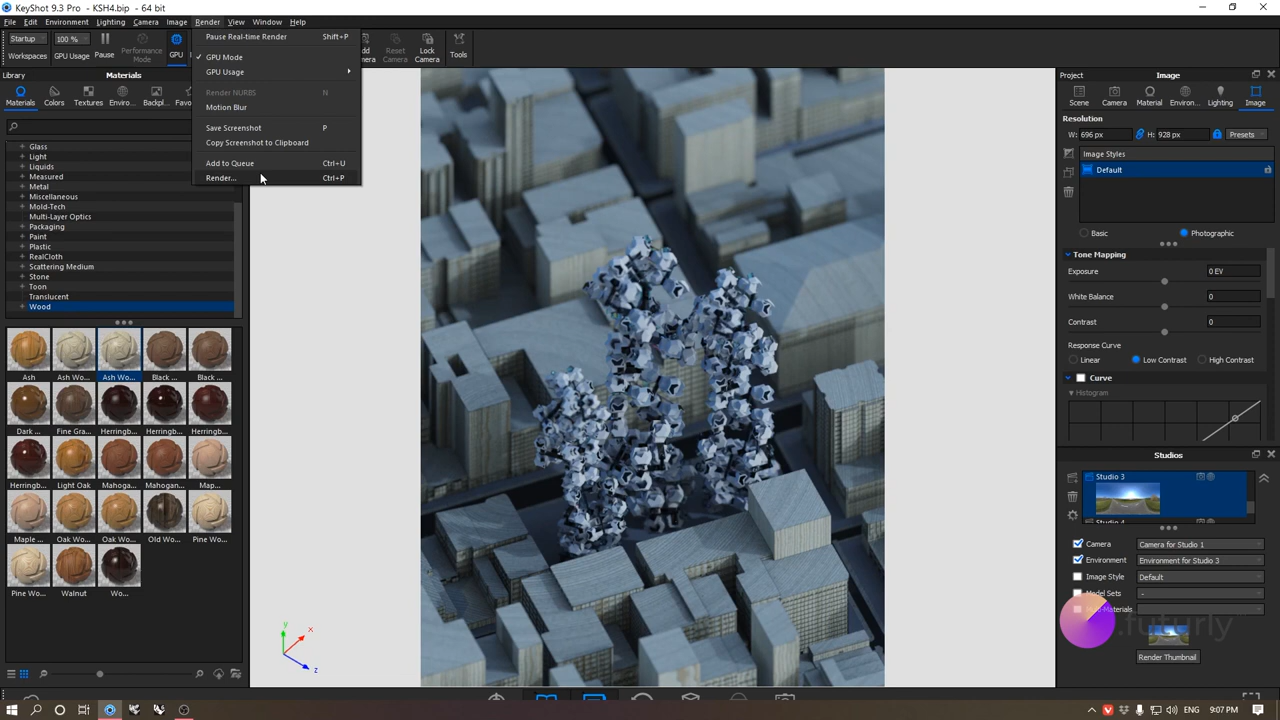 KeyShot 9.3 Pro - KSH4.bip - 64 bit
File Edit Environment Lighting Camera Image Render View Window Help
Startup 100 %
Workspaces GPU Usage Pause Performance Mode GPU
Reset Camera Lock Camera Tools
Pause Real-time Render Shift+P
GPU Mode
GPU Usage
Render NURBS N
Motion Blur
Save Screenshot P
Copy Screenshot to Clipboard
Add to Queue Ctrl+U
Render... Ctrl+P
Library Materials
Materials Colors Textures Enviro... Backpl... Favo
Glass
Light
Liquids
Measured
Metal
Miscellaneous
Mold-Tech
Multi-Layer Optics
Packaging
Paint
Plastic
RealCloth
Scattering Medium
Stone
Toon
Translucent
Wood
Ash Ash Wo... Ash Wo... Black ... Black ...
Dark ... Fine Gra... Herringb... Herringb... Herringb...
Herringb... Light Oak Mahoga... Mahogan... Map...
Maple ... Oak Wo... Oak Wo... Old Wo... Pine Wo...
Pine Wo... Walnut Wo...
y x z
Project Image
Scene Camera Material Environ... Lighting Image
Resolution
W: 696 px H: 928 px Presets
Image Styles
Default
Basic Photographic
Tone Mapping
Exposure 0 EV
White Balance 0
Contrast 0
Response Curve
Linear Low Contrast High Contrast
Curve
Histogram
Studios
Studio 3
Studio 4
Camera Camera for Studio 1
Environment Environment for Studio 3
Image Style Default
Model Sets -
Multi-Materials
.futurly
Render Thumbnail
ENG 9:07 PM